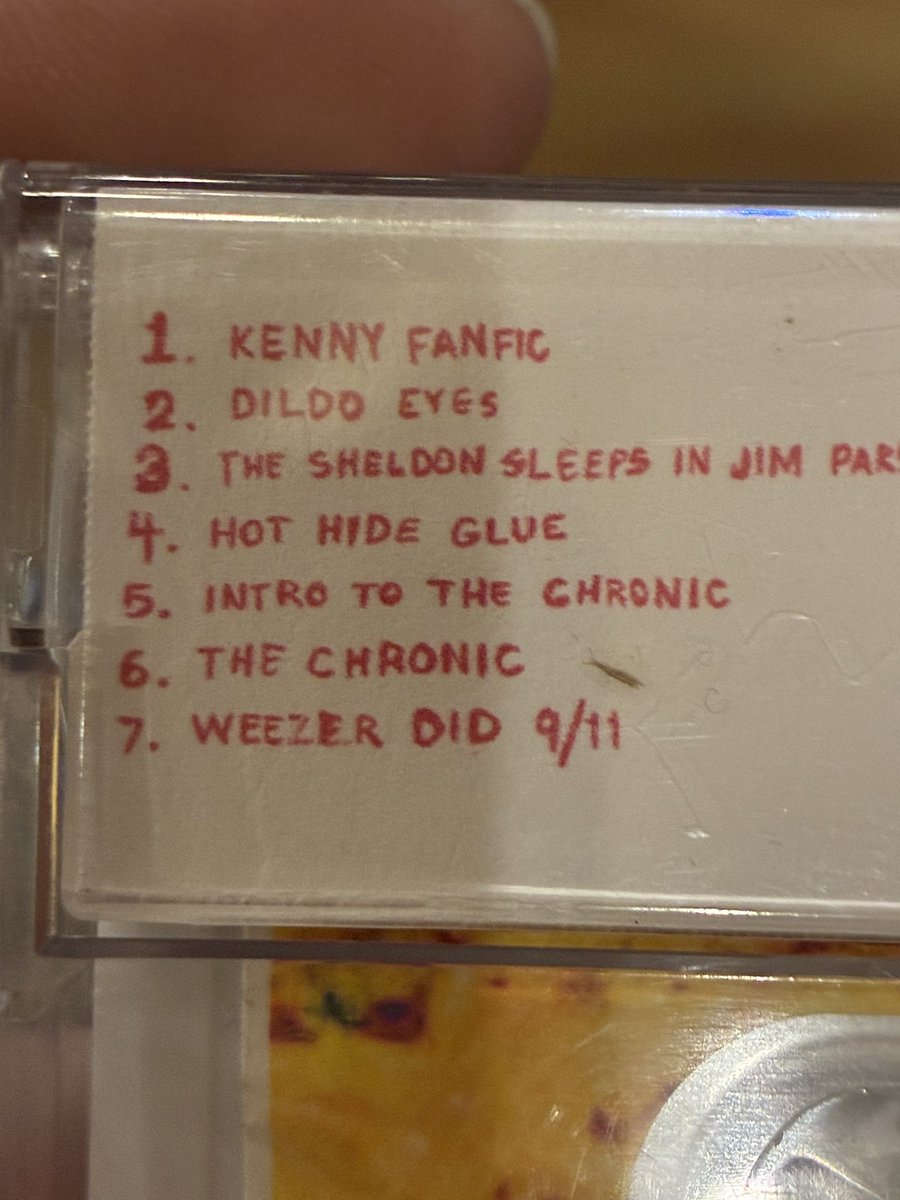 1. KENNY FANFIC
2. DILDO EYES
3. THE SHELDON SLEEPS IN JIM PARS
4. HOT HIDE GLUE
5. INTRO TO THE CHRONIC
6. THE CHRONIC
7. WEEZER DID 9/11